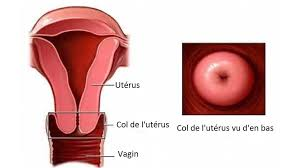 Utérus
Col de l'utérus
Vagin
Col de l'utérus vu d'en bas